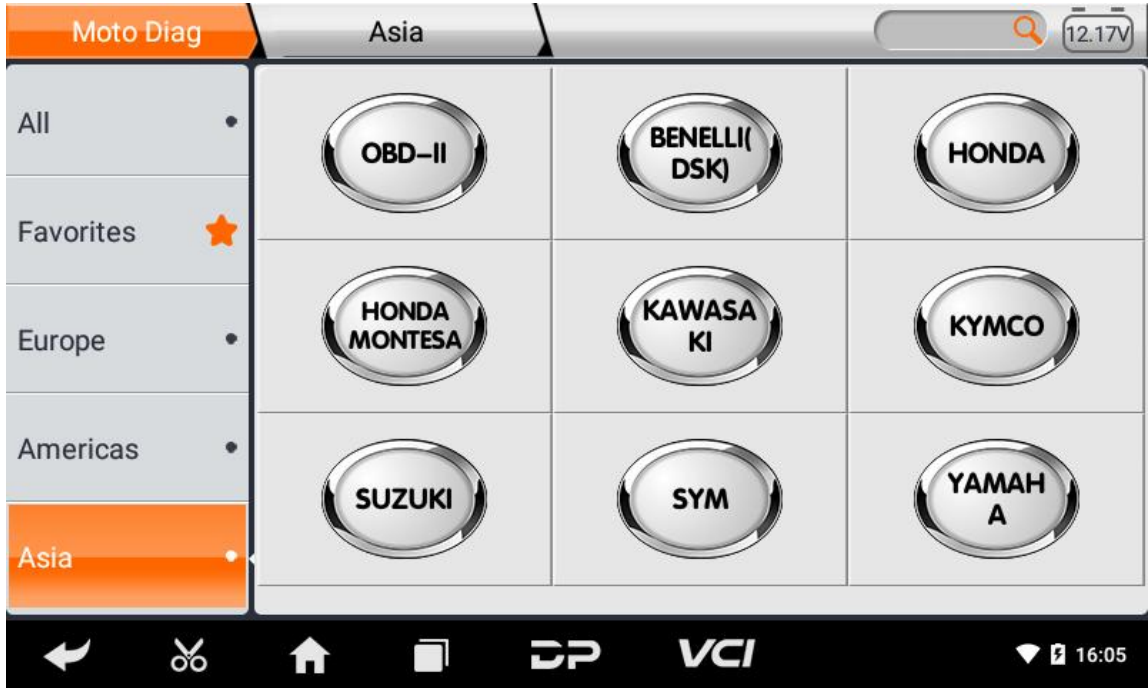 Moto Diag
Asia
12.17V
All
Favorites
Europe
Americas
Asia
OBD-II
BENELLI(
DSK)
HONDA
HONDA
MONTESA
KAWASA
KI
KYMCO
SUZUKI
SYM
YAMAH
A
DP
VCI
16:05